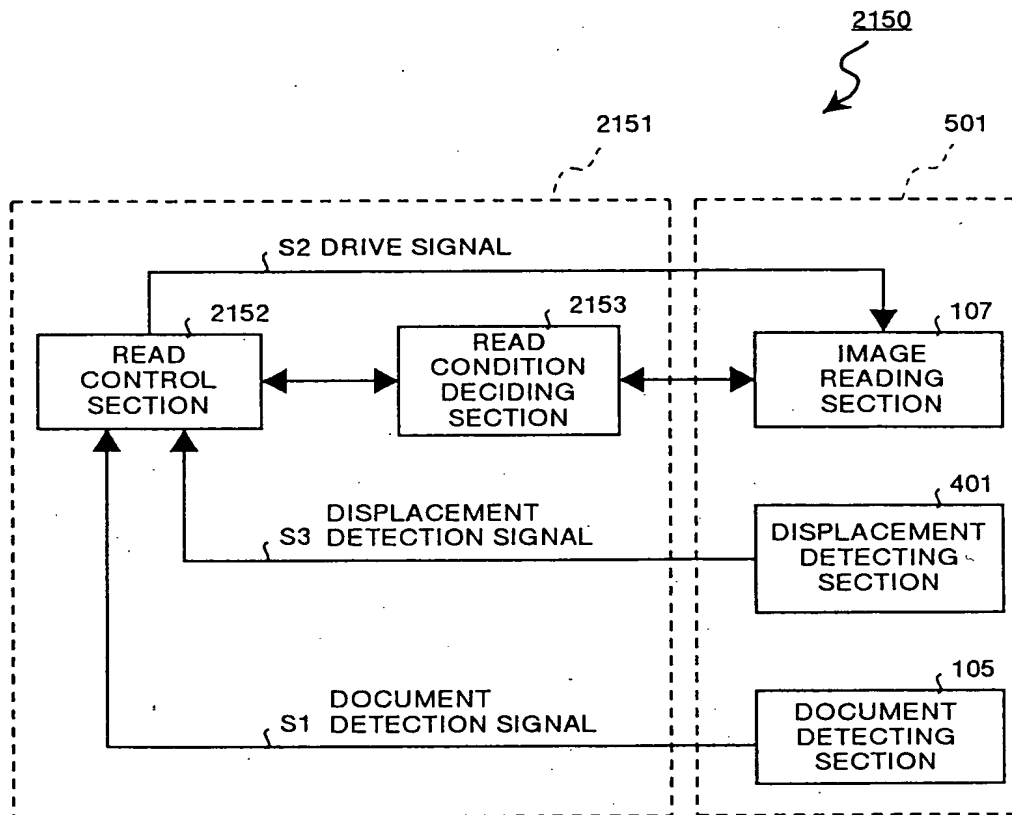 2150
2151
501
S2 DRIVE SIGNAL
2152
2153
107
READ
CONTROL
SECTION
READ
CONDITION
DECIDING
SECTION
IMAGE
READING
SECTION
401
DISPLACEMENT
S3 DETECTION SIGNAL
DISPLACEMENT
DETECTING
SECTION
105
DOCUMENT
S1 DETECTION SIGNAL
DOCUMENT
DETECTING
SECTION